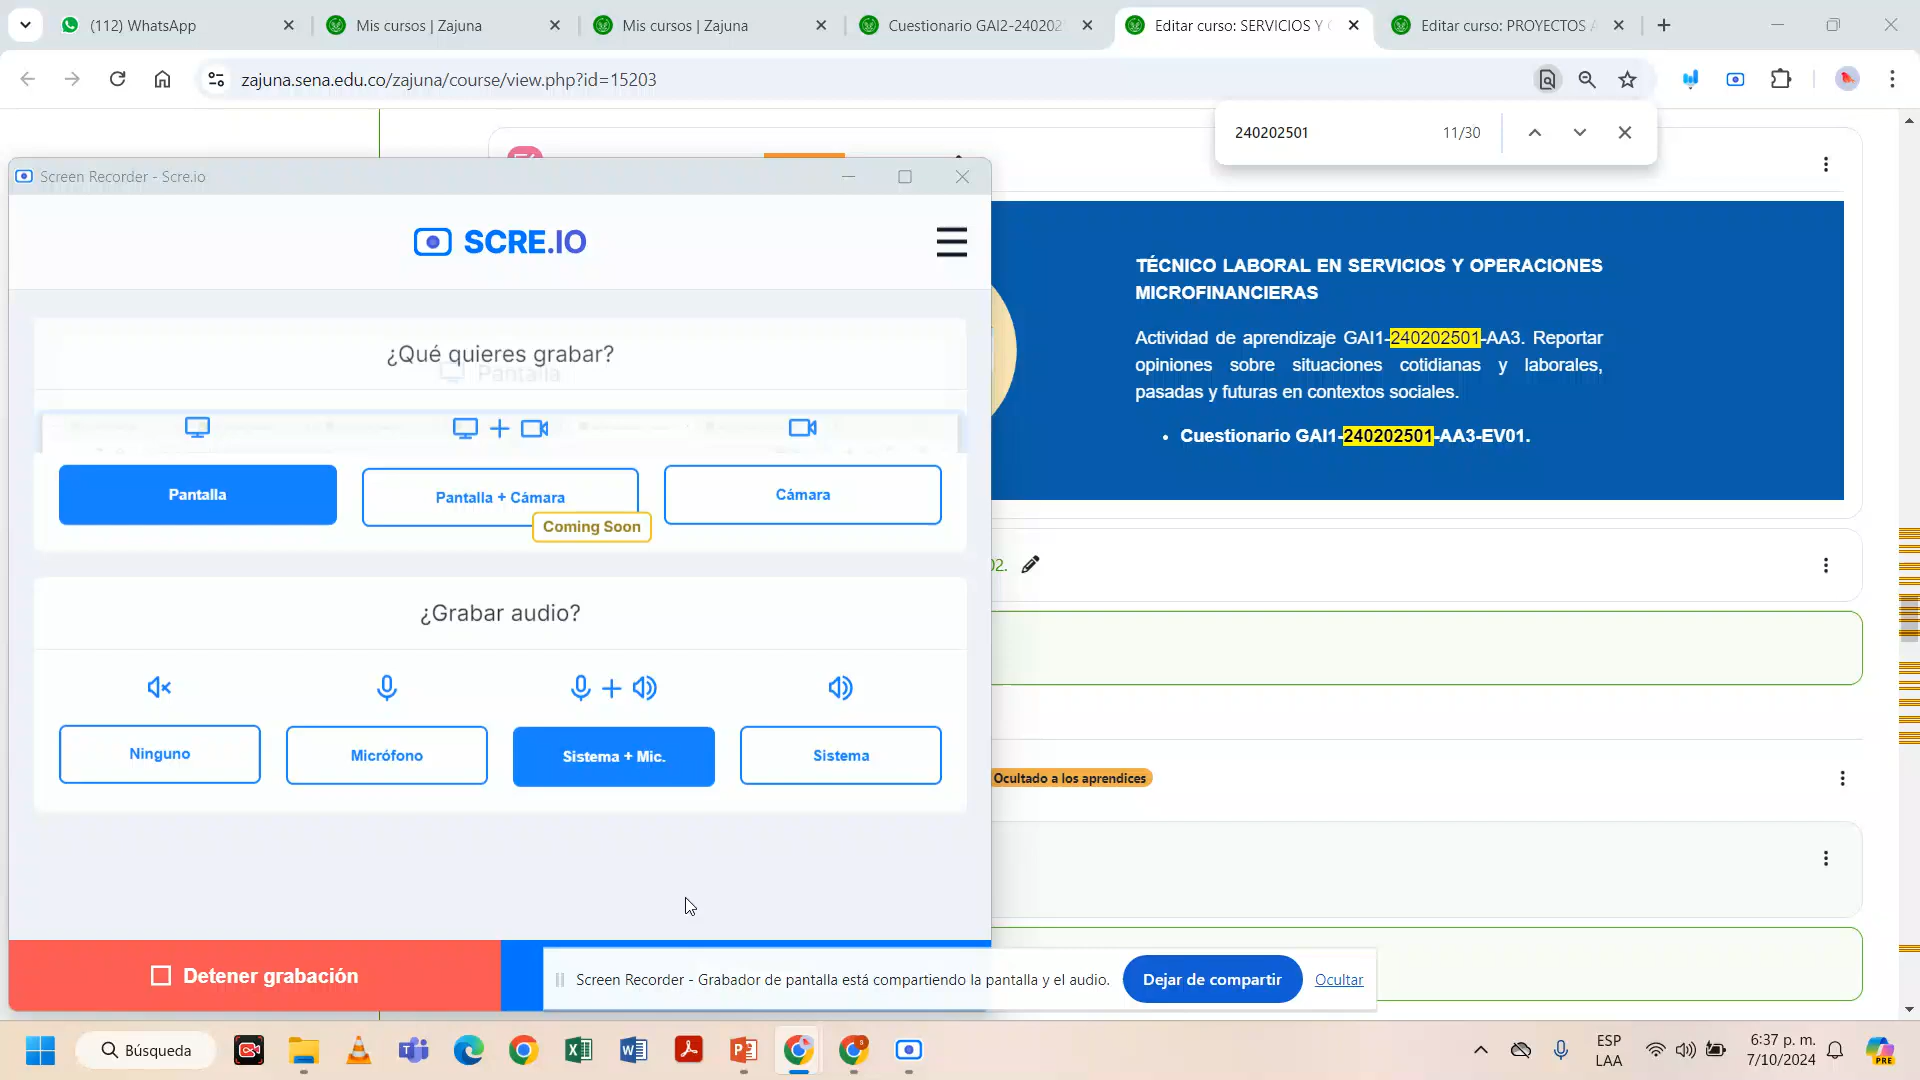 (112) WhatsApp
Mis cursos | Zajuna
Mis cursos | Zajuna
Cuestionario GAI2-240202
Editar curso: SERVICIOS Y
Editar curso: PROYECTOS
zajuna.sena.edu.co/zajuna/course/view.php?id=15203
240202501
11/30
Screen Recorder - Scre.io
SCRE.IO
¿Qué quieres grabar?
Pantalla
Pantalla
Pantalla + Cámara
Coming Soon
Cámara
¿Grabar audio?
Ninguno
Micrófono
Sistema + Mic.
Sistema
Detener grabación
TÉCNICO LABORAL EN SERVICIOS Y OPERACIONES
MICROFINANCIERAS
Actividad de aprendizaje GAI1-240202501-AA3. Reportar
opiniones sobre situaciones cotidianas y laborales,
pasadas y futuras en contextos sociales.
• Cuestionario GAI1-240202501-AA3-EV01.
02.
Ocultado a los aprendices
Screen Recorder - Grabador de pantalla está compartiendo la pantalla y el audio.
Dejar de compartir
Ocultar
Búsqueda
ESP
LAA
6:37 p. m.
7/10/2024
PRE